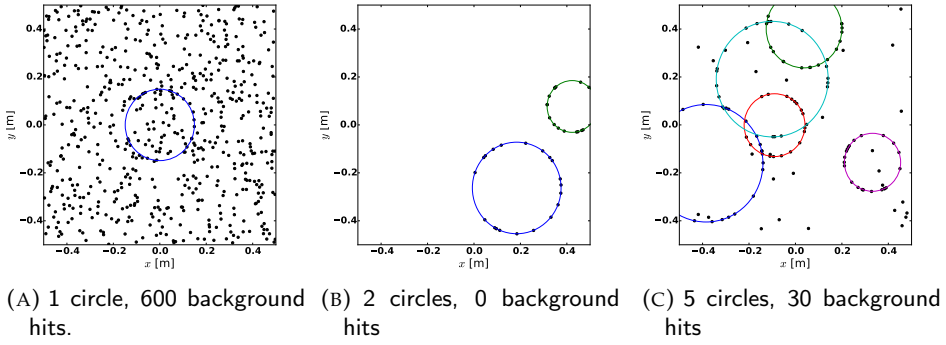 0.4
0.2
0.0
−0.2
−0.4
y [m]
−0.4 −0.2 0.0 0.2 0.4
x [m]
0.4
0.2
0.0
−0.2
−0.4
y [m]
−0.4 −0.2 0.0 0.2 0.4
x [m]
0.4
0.2
0.0
−0.2
−0.4
y [m]
−0.4 −0.2 0.0 0.2 0.4
x [m]
(A) 1 circle, 600 background
hits.
(B) 2 circles, 0 background
hits
(C) 5 circles, 30 background
hits